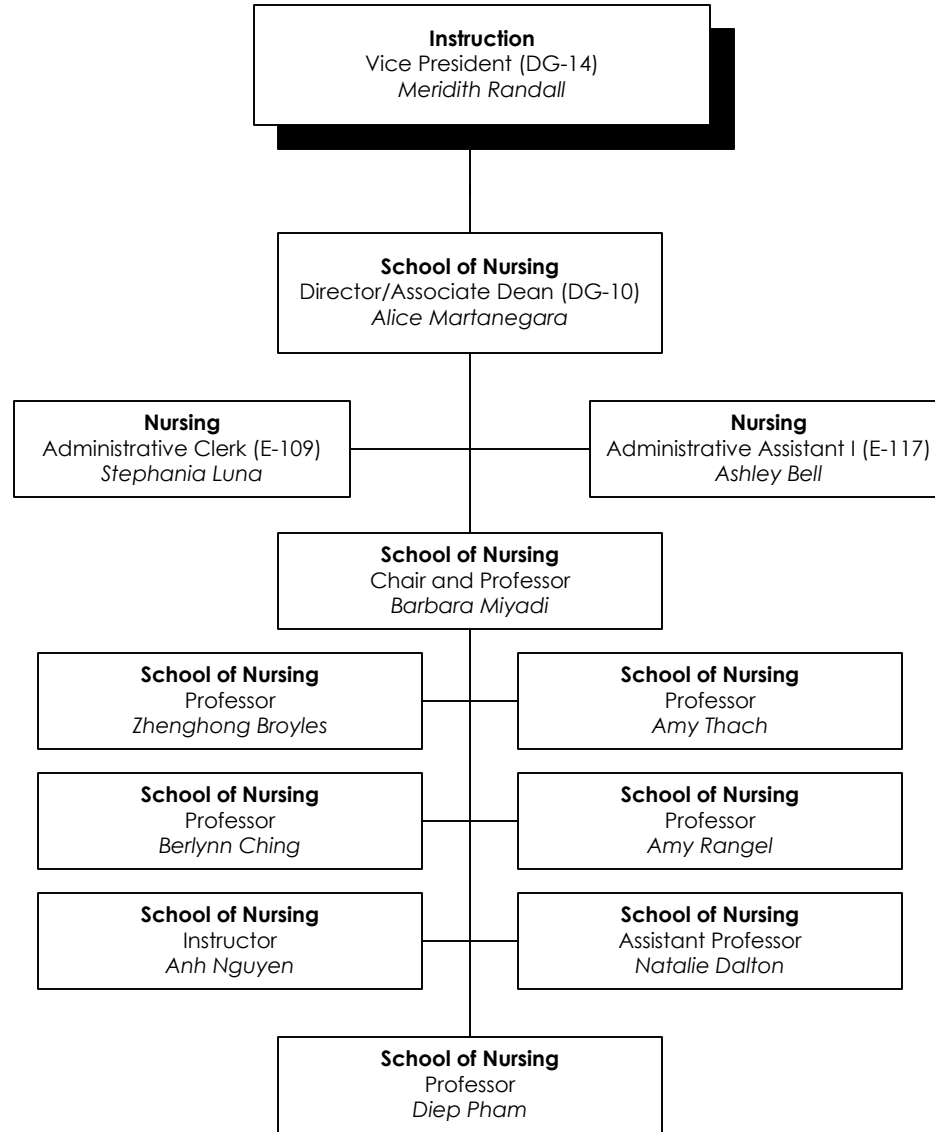 Instruction
Vice President (DG-14)
Meridith Randall
School of Nursing
Director/Associate Dean (DG-10)
Alice Martanegara
Nursing
Administrative Clerk (E-109)
Stephania Luna
Nursing
Administrative Assistant I (E-117)
Ashley Bell
School of Nursing
Chair and Professor
Barbara Miyadi
School of Nursing
Professor
Zhenghong Broyles
School of Nursing
Professor
Amy Thach
School of Nursing
Professor
Berlynn Ching
School of Nursing
Professor
Amy Rangel
School of Nursing
Instructor
Anh Nguyen
School of Nursing
Assistant Professor
Natalie Dalton
School of Nursing
Professor
Diep Pham